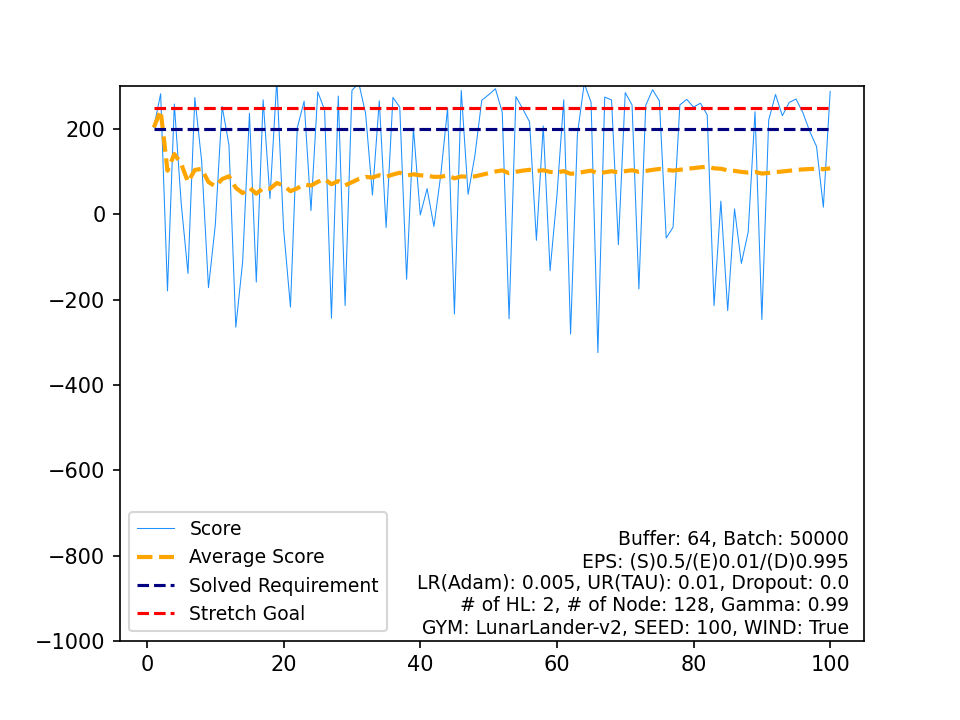 200
0
−200
−400
−600
−800
−1000
0
20
40
60
80
100
Score
Average Score
Solved Requirement
Stretch Goal
Buffer: 64, Batch: 50000
EPS: (S)0.5/(E)0.01/(D)0.995
LR(Adam): 0.005, UR(TAU): 0.01, Dropout: 0.0
# of HL: 2, # of Node: 128, Gamma: 0.99
GYM: LunarLander-v2, SEED: 100, WIND: True